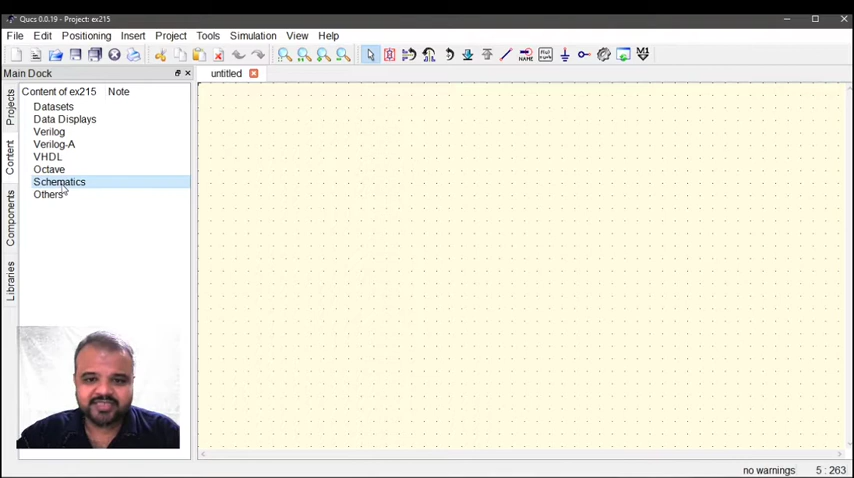 Qucs 0.0.19 - Project: ex215
File Edit Positioning Insert Project Tools Simulation View Help
NAME M1
Main Dock
untitled
Projects
Content
Components
Libraries
Content of ex215 Note
Datasets
Data Displays
Verilog
Verilog-A
VHDL
Octave
Schematics
Others
no warnings 5 : 263